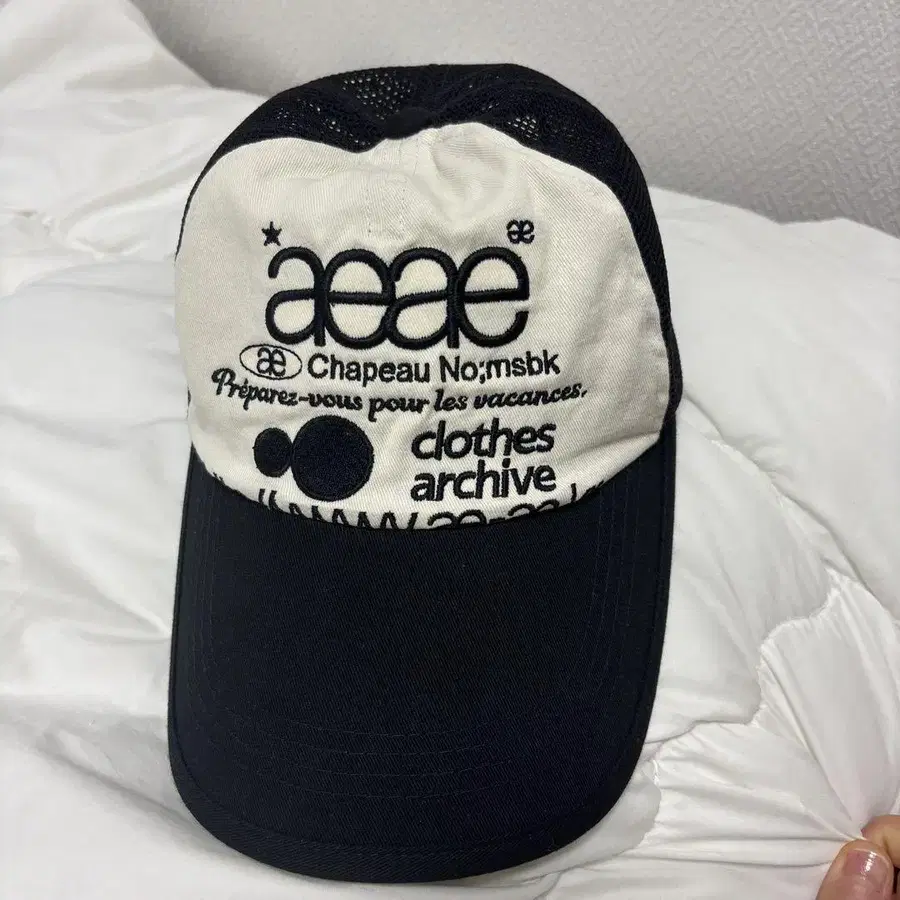 æ
aeae
æ Chapeau No;msbk
Préparez-vous pour les vacances.
clothes
archive